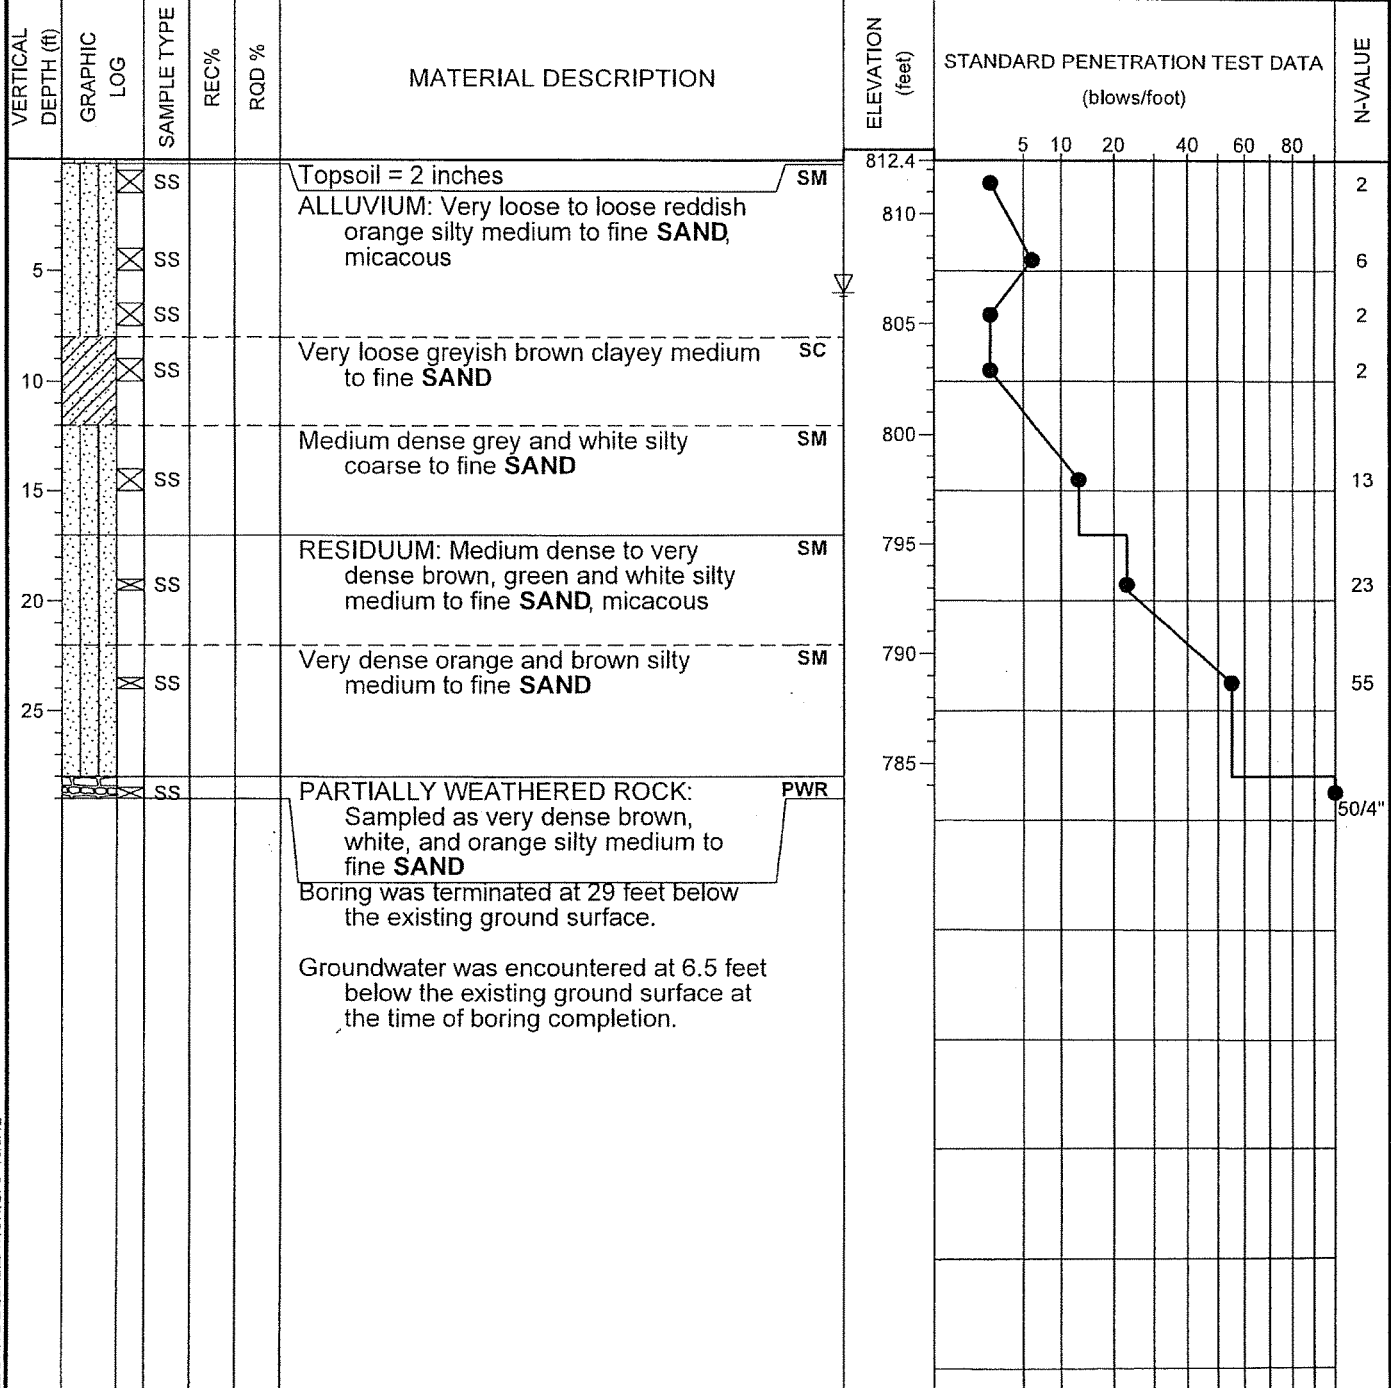 VERTICAL DEPTH (ft)
GRAPHIC LOG
SAMPLE TYPE
REC%
RQD %
MATERIAL DESCRIPTION
ELEVATION (feet)
STANDARD PENETRATION TEST DATA
(blows/foot)
N-VALUE
5 10 20 40 60 80
812.4
SS
Topsoil = 2 inches
SM
2
ALLUVIUM: Very loose to loose reddish
orange silty medium to fine SAND,
micacous
810
5
SS
6
SS
805
2
Very loose greyish brown clayey medium
to fine SAND
SC
10
SS
2
Medium dense grey and white silty
coarse to fine SAND
SM
800
15
SS
13
RESIDUUM: Medium dense to very
dense brown, green and white silty
medium to fine SAND, micacous
SM
795
20
SS
23
Very dense orange and brown silty
medium to fine SAND
SM
790
SS
55
25
785
SS
PARTIALLY WEATHERED ROCK:
PWR
Sampled as very dense brown,
white, and orange silty medium to
fine SAND
50/4"
Boring was terminated at 29 feet below
the existing ground surface.
Groundwater was encountered at 6.5 feet
below the existing ground surface at
the time of boring completion.